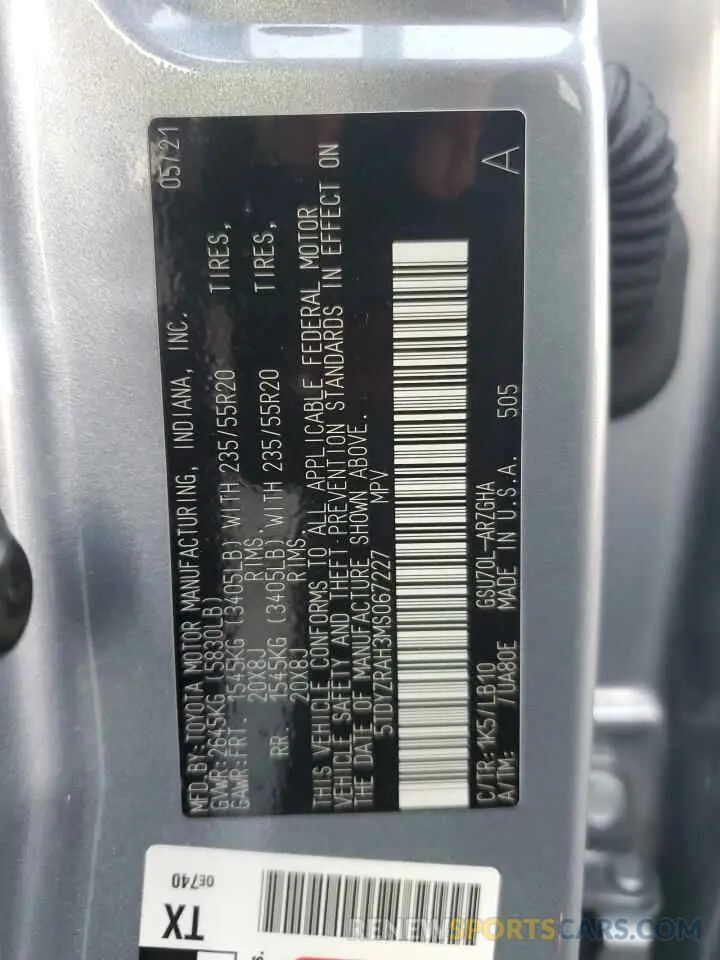 MFD.BY:TOYOTA MOTOR MANUFACTURING, INDIANA, INC. 05/21
GVWR:2645KG (5830LB)
GAWR:FRT. 1545KG (3405LB) WITH 235/55R20 TIRES,
20X8J RIMS.
RR. 1545KG (3405LB) WITH 235/55R20 TIRES,
20X8J RIMS.
THIS VEHICLE CONFORMS TO ALL APPLICABLE FEDERAL MOTOR
VEHICLE SAFETY AND THEFT PREVENTION STANDARDS IN EFFECT ON
THE DATE OF MANUFACTURE SHOWN ABOVE.
5TDYZRAH3MS067227 MPV
C/TR:1K5/LB10 GSU70L-ARZGHA
A/TM: /UA80E MADE IN U.S.A. 505 A
0E740
TX
RENEWSPORTSCARS.COM